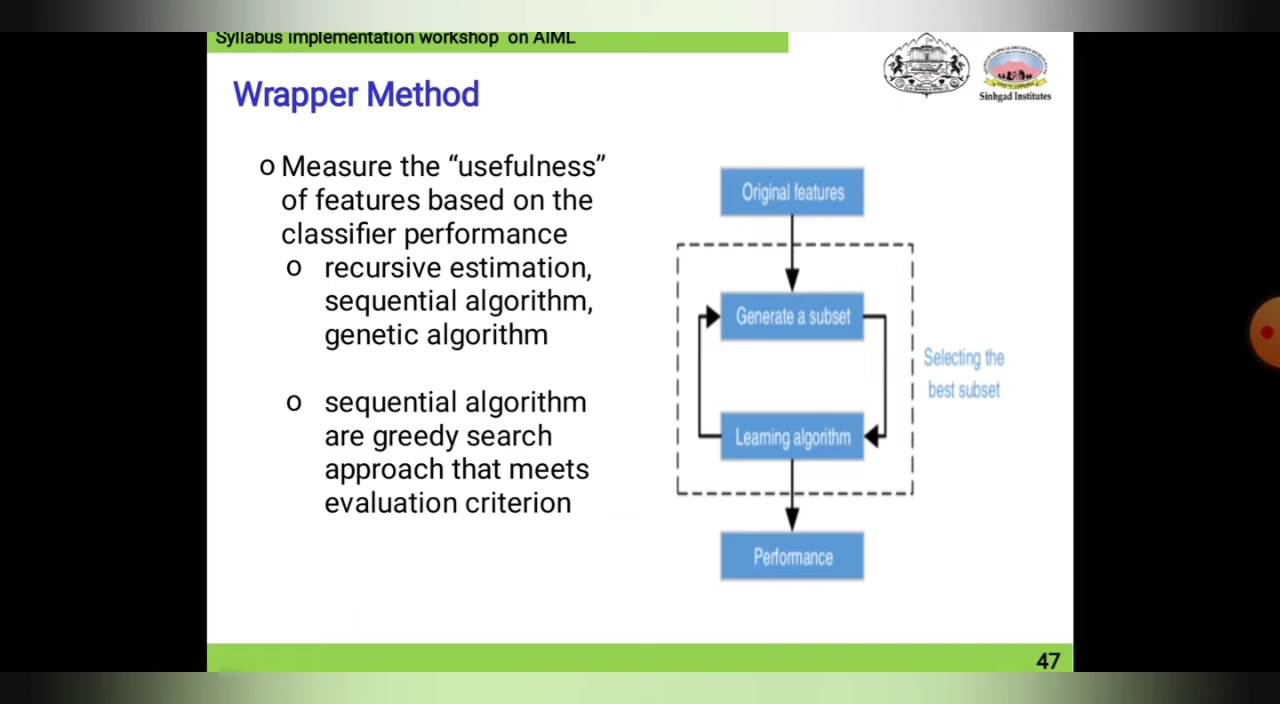 Syllabus implementation workshop on AIML
Sinhgad Institutes
Wrapper Method
o Measure the “usefulness”
of features based on the
classifier performance
o recursive estimation,
sequential algorithm,
genetic algorithm
o sequential algorithm
are greedy search
approach that meets
evaluation criterion
Original features
Generate a subset
Learning algorithm
Performance
Selecting the
best subset
47